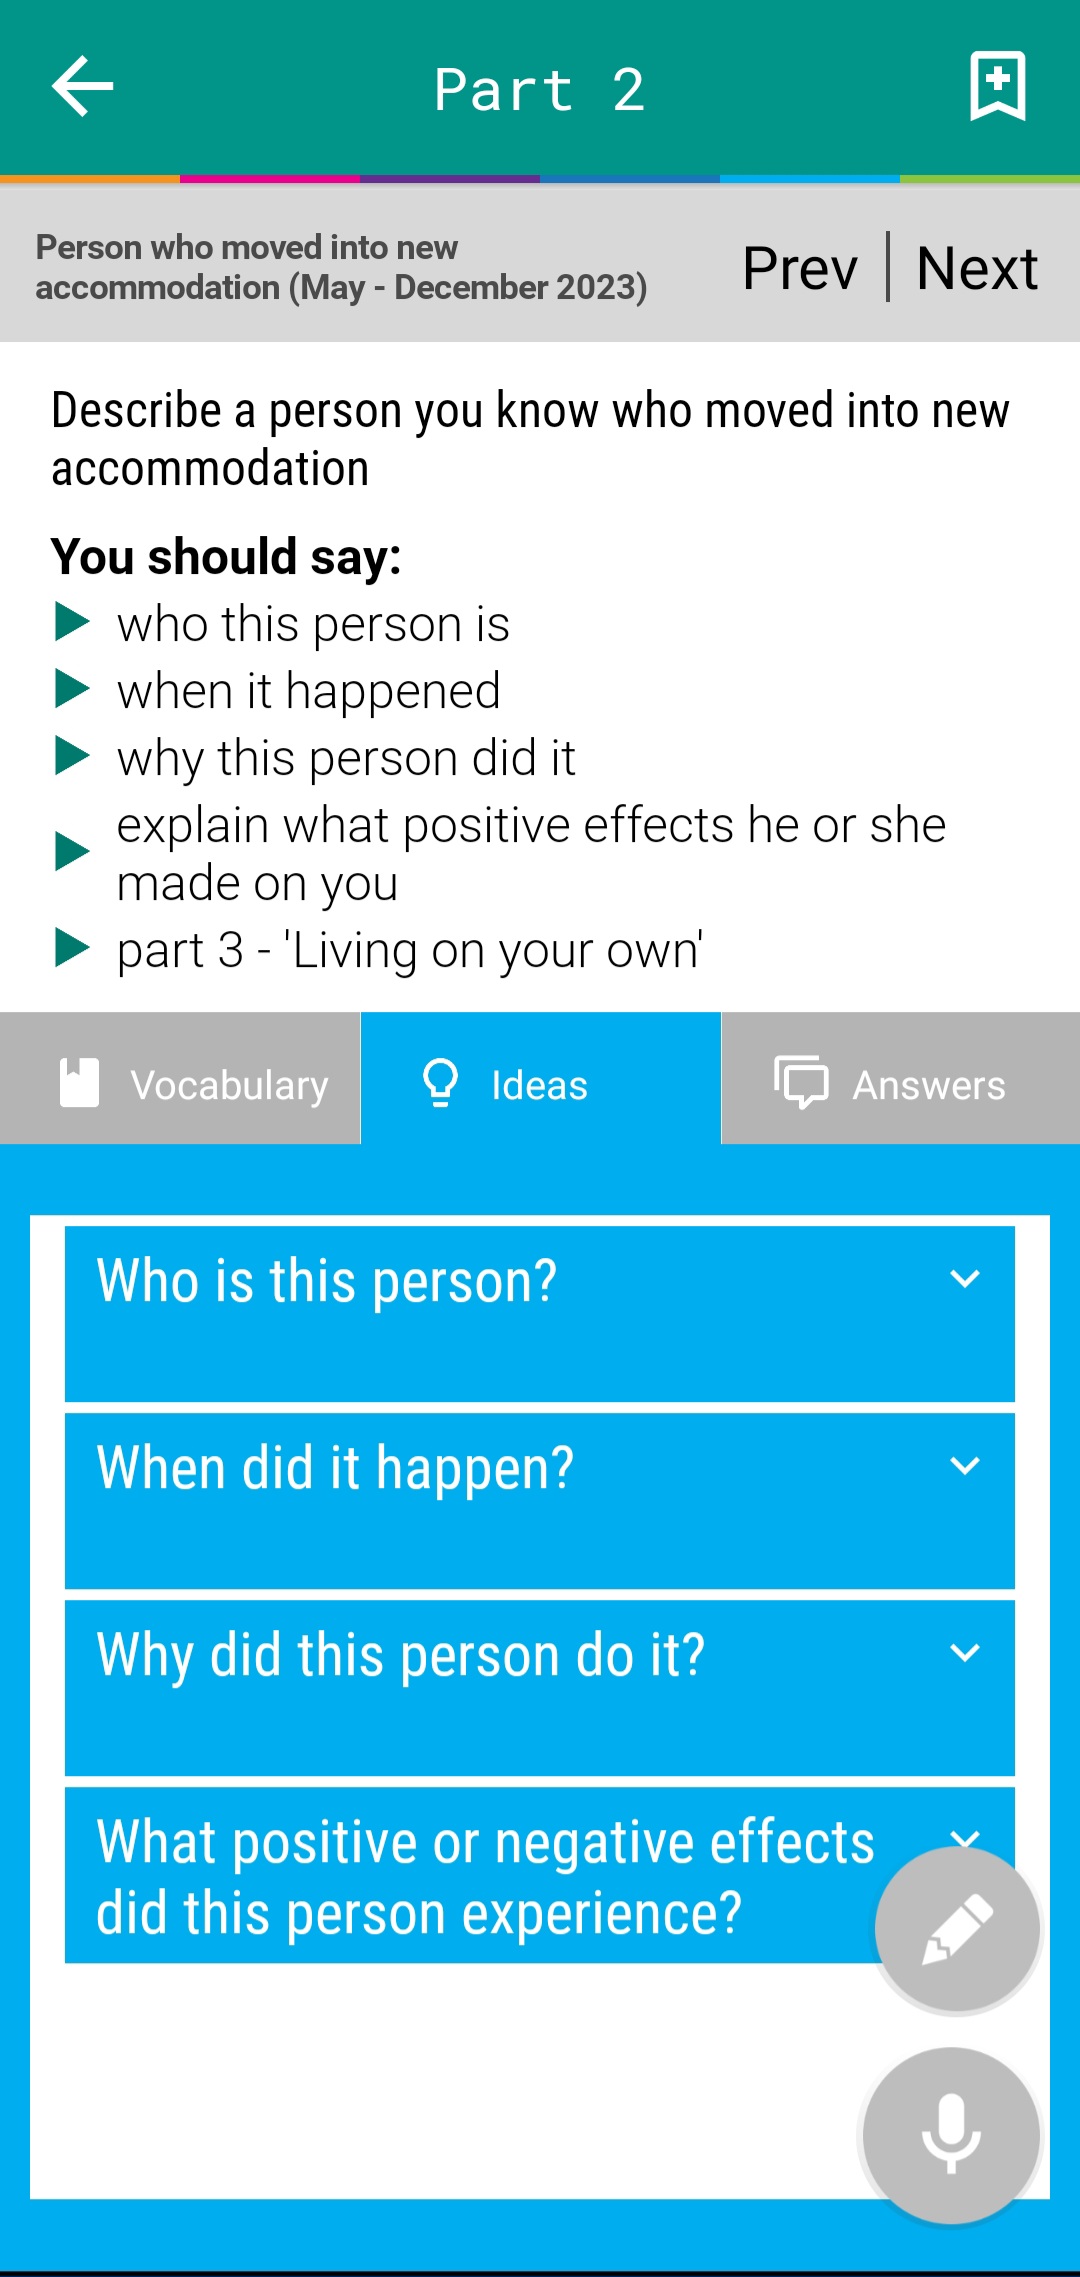 Part 2
Person who moved into new
accommodation (May - December 2023)
Prev | Next
Describe a person you know who moved into new
accommodation
You should say:
who this person is
when it happened
why this person did it
explain what positive effects he or she
made on you
part 3 - 'Living on your own'
Vocabulary
Ideas
Answers
Who is this person?
When did it happen?
Why did this person do it?
What positive or negative effects
did this person experience?